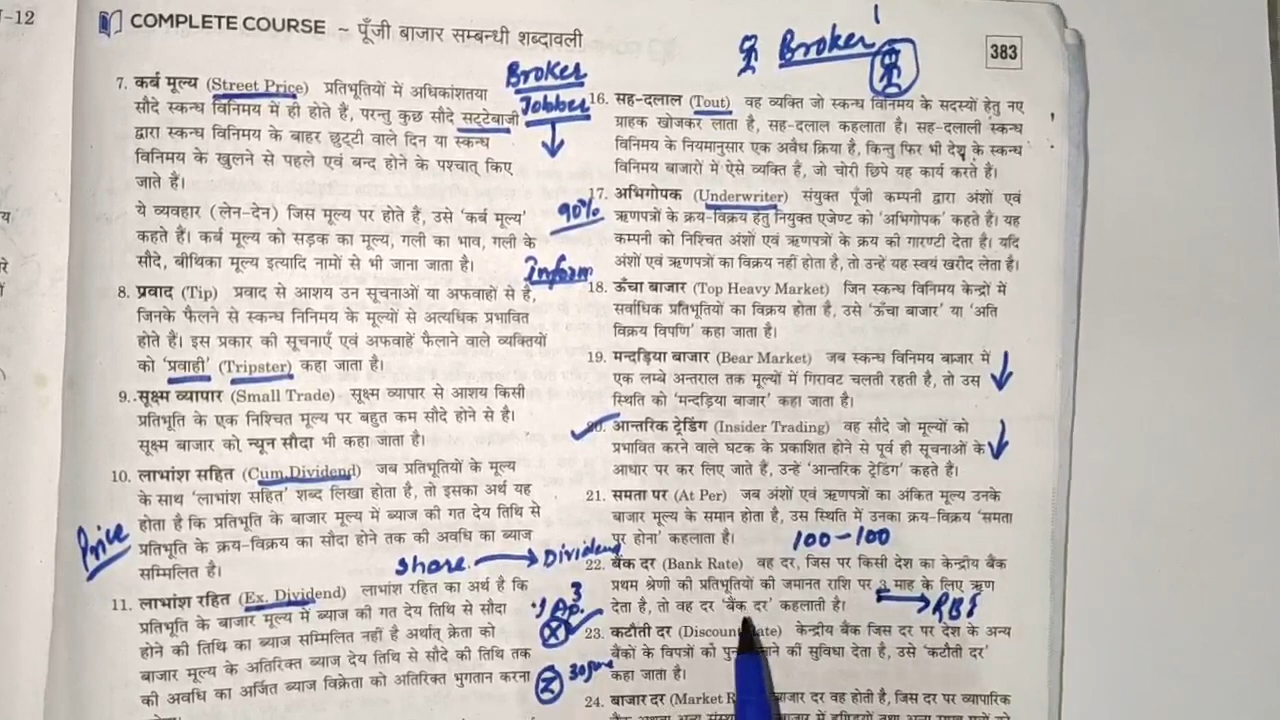 -12
COMPLETE COURSE ~ पूँजी बाजार सम्बन्धी शब्दावली
383
Broker
7. कर्ब मूल्य (Street Price) प्रतिभूतियों में अधिकांशतया
सौदे स्कन्ध विनिमय में ही होते हैं, परन्तु कुछ सौदे सट्टेबाजी
द्वारा स्कन्ध विनिमय के बाहर छुट्टी वाले दिन या स्कन्ध
विनिमय के खुलने से पहले एवं बन्द होने के पश्चात् किए
जाते हैं।
ये व्यवहार (लेन-देन) जिस मूल्य पर होते हैं, उसे 'कर्ब मूल्य'
कहते हैं। कर्ब मूल्य को सड़क का मूल्य, गली का भाव, गली के
सौदे, बीथिका मूल्य इत्यादि नामों से भी जाना जाता है।
8. प्रवाद (Tip) प्रवाद से आशय उन सूचनाओं या अफवाहों से है,
जिनके फैलने से स्कन्ध निनिमय के मूल्यों से अत्यधिक प्रभावित
होते हैं। इस प्रकार की सूचनाएँ एवं अफवाहें फैलाने वाले व्यक्तियों
को 'प्रवाही' (Tripster) कहा जाता है।
9. सूक्ष्म व्यापार (Small Trade) सूक्ष्म व्यापार से आशय किसी
प्रतिभूति के एक निश्चित मूल्य पर बहुत कम सौदे होने से है।
सूक्ष्म बाजार को न्यून सौदा भी कहा जाता है।
10. लाभांश सहित (Cum Dividend) जब प्रतिभूतियों के मूल्य
के साथ 'लाभांश सहित' शब्द लिखा होता है, तो इसका अर्थ यह
होता है कि प्रतिभूति के बाजार मूल्य में ब्याज की गत देय तिथि से
प्रतिभूति के क्रय-विक्रय का सौदा होने तक की अवधि का ब्याज
सम्मिलित है।
11. लाभांश रहित (Ex. Dividend) लाभांश रहित का अर्थ है कि
प्रतिभूति के बाजार मूल्य में ब्याज की गत देय तिथि से सौदा
होने की तिथि का ब्याज सम्मिलित नहीं है अर्थात् क्रेता को
बाजार मूल्य के अतिरिक्त ब्याज देय तिथि से सौदे की तिथि तक
की अवधि का अर्जित ब्याज विक्रेता को अतिरिक्त भुगतान करना
Broker
Jobber
90%
Inform
Price
Share Dividend
3
30 June
16. सह-दलाल (Tout) वह व्यक्ति जो स्कन्ध विनिमय के सदस्यों हेतु नए
ग्राहक खोजकर लाता है, सह-दलाल कहलाता है। सह-दलाली स्कन्ध
विनिमय के नियमानुसार एक अवैध क्रिया है, किन्तु फिर भी देश के स्कन्ध
विनिमय बाजारों में ऐसे व्यक्ति है, जो चोरी छिपे यह कार्य करते हैं।
17. अभिगोपक (Underwriter) संयुक्त पूँजी कम्पनी द्वारा अंशों एवं
ऋणपत्रों के क्रय-विक्रय हेतु नियुक्त एजेण्ट को 'अभिगोपक' कहते है। यह
कम्पनी को निश्चित अंशों एवं ऋणपत्रों के क्रय की गारण्टी देता है। यदि
अंशों एवं ऋणपत्रों का विक्रय नहीं होता है, तो उन्हें यह स्वयं खरीद लेता है।
18. ऊँचा बाजार (Top Heavy Market) जिन स्कन्ध विनिमय केन्द्रों में
सर्वाधिक प्रतिभूतियों का विक्रय होता है, उसे 'ऊँचा बाजार' या 'अति
विक्रय विपणि' कहा जाता है।
19. मन्दड़िया बाजार (Bear Market) जब स्कन्ध विनिमय बाजार में
एक लम्बे अन्तराल तक मूल्यों में गिरावट चलती रहती है, तो उस
स्थिति को 'मन्दड़िया बाजार' कहा जाता है।
आन्तरिक ट्रेडिंग (Insider Trading) वह सौदे जो मूल्यों को
प्रभावित करने वाले घटक के प्रकाशित होने से पूर्व ही सूचनाओं के
आधार पर कर लिए जाते हैं, उन्हें 'आन्तरिक ट्रेडिंग' कहते है।
21. समता पर (At Per) जब अंशों एवं ऋणपत्रों का अंकित मूल्य उनके
बाजार मूल्य के समान होता है, उस स्थिति में उनका क्रय-विक्रय 'समता
पर होना' कहलाता है।
100-100
22. बैंक दर (Bank Rate) वह दर, जिस पर किसी देश का केन्द्रीय बैंक
प्रथम श्रेणी की प्रतिभूतियों की जमानत राशि पर 3 माह के लिए ऋण
देता है, तो वह दर 'बैंक दर' कहलाती है।
RBI
23. कटौती दर (Discount Rate) केन्द्रीय बैंक जिस दर पर देश के अन्य
बैंकों के विपत्रों को की सुविधा देता है, उसे 'कटौती दर'
कहा जाता है।
24. बाजार दर (Market बाजार दर वह होती है, जिस दर पर व्यापारिक